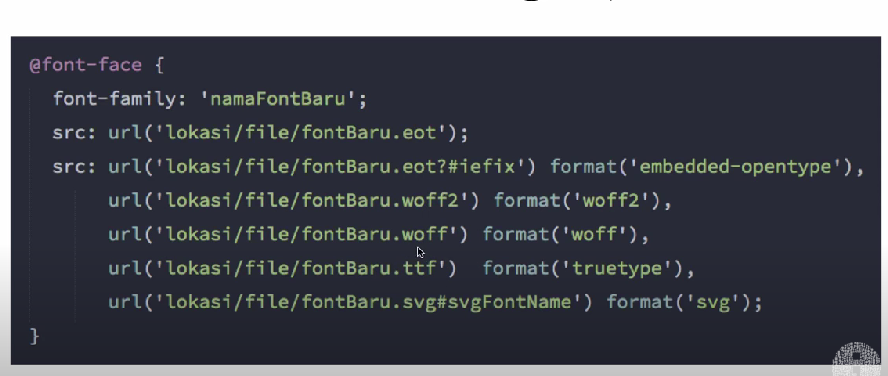 @font-face {
font-family: 'namaFontBaru';
src: url('lokasi/file/fontBaru.eot');
src: url('lokasi/file/fontBaru.eot?#iefix') format('embedded-opentype'),
url('lokasi/file/fontBaru.woff2') format('woff2'),
url('lokasi/file/fontBaru.woff') format('woff'),
url('lokasi/file/fontBaru.ttf')  format('truetype'),
url('lokasi/file/fontBaru.svg#svgFontName') format('svg');
}